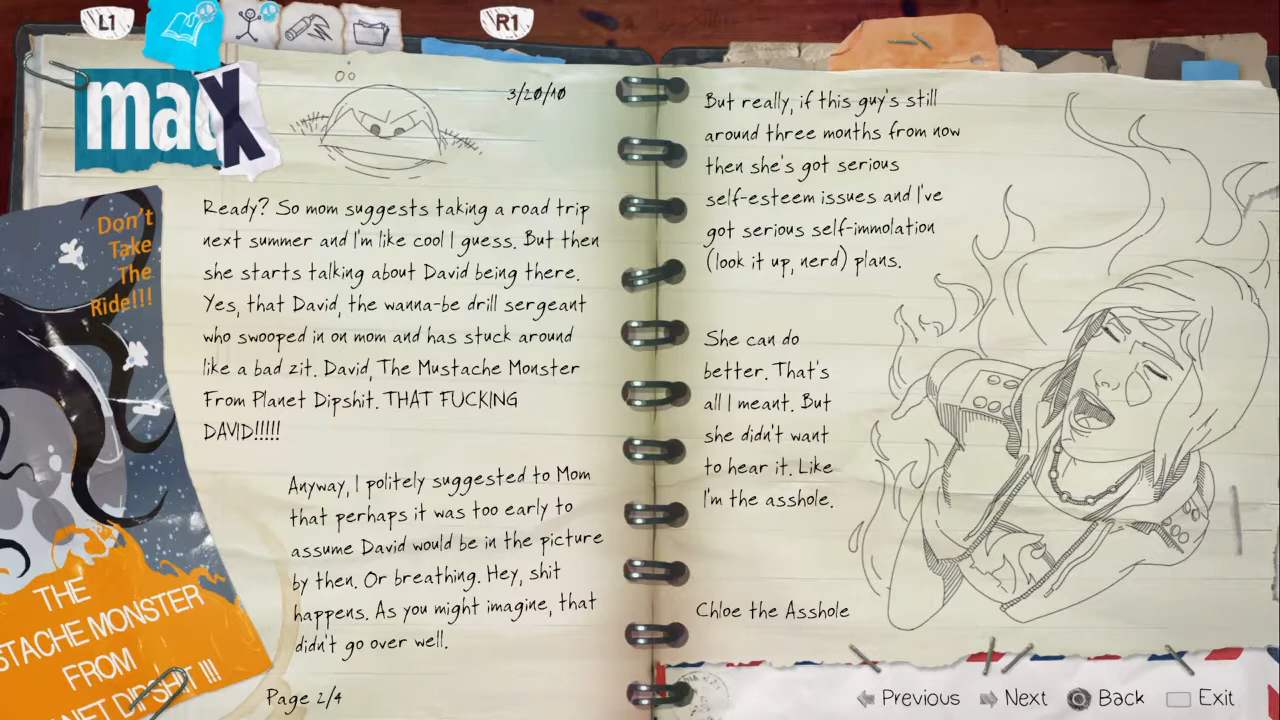 L1
R1
madX
3/20/10
Don't
Take
The
Ride!!!
Ready? So mom suggests taking a road trip
next summer and I'm like cool I guess. But then
she starts talking about David being there.
Yes, that David, the wanna-be drill sergeant
who swooped in on mom and has stuck around
like a bad zit. David, The Mustache Monster
From Planet Dipshit. THAT FUCKING
DAVID!!!!!
Anyway, I politely suggested to Mom
that perhaps it was too early to
assume David would be in the picture
by then. Or breathing. Hey, shit
happens. As you might imagine, that
didn't go over well.
THE
STACHE MONSTER
FROM
ANET DIPSHIT !!!
Page 2/4
But really, if this guy's still
around three months from now
then she's got serious
self-esteem issues and I've
got serious self-immolation
(look it up, nerd) plans.
She can do
better. That's
all I meant. But
she didn't want
to hear it. Like
I'm the asshole.
Chloe the Asshole
Previous Next Back Exit